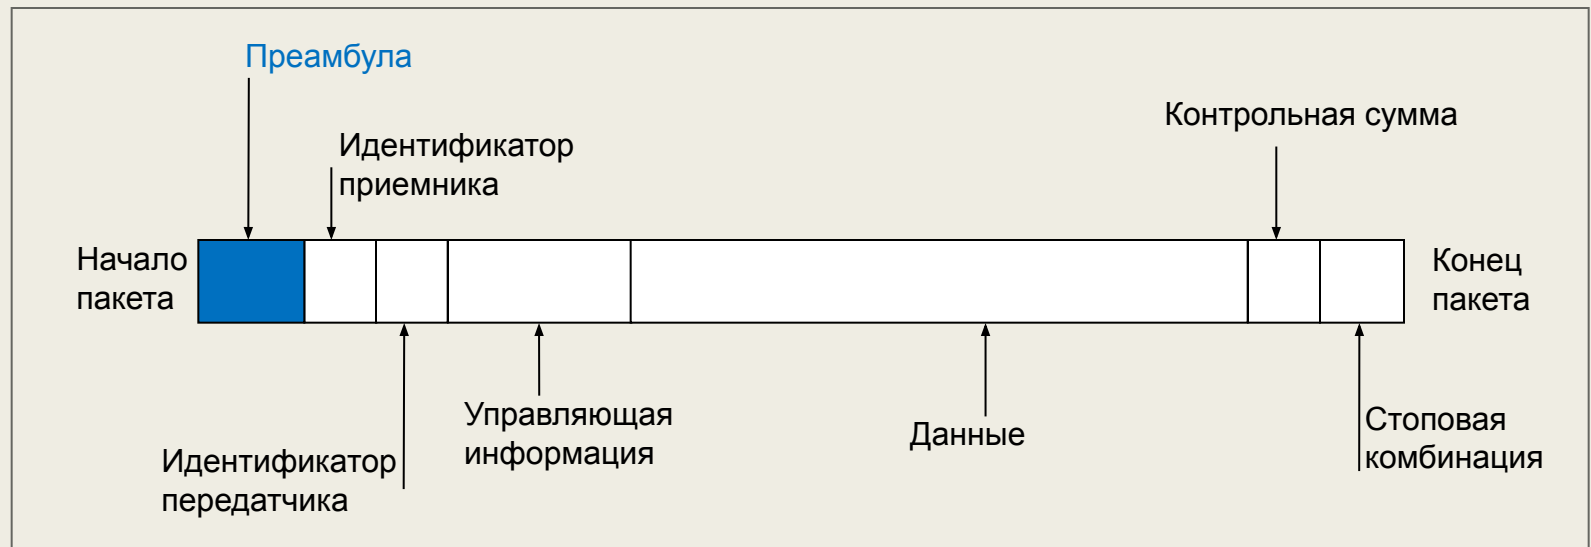 Преамбула
Контрольная сумма
Идентификатор
приемника
Начало
пакета
Конец
пакета
Управляющая
информация
Данные
Стоповая
комбинация
Идентификатор
передатчика